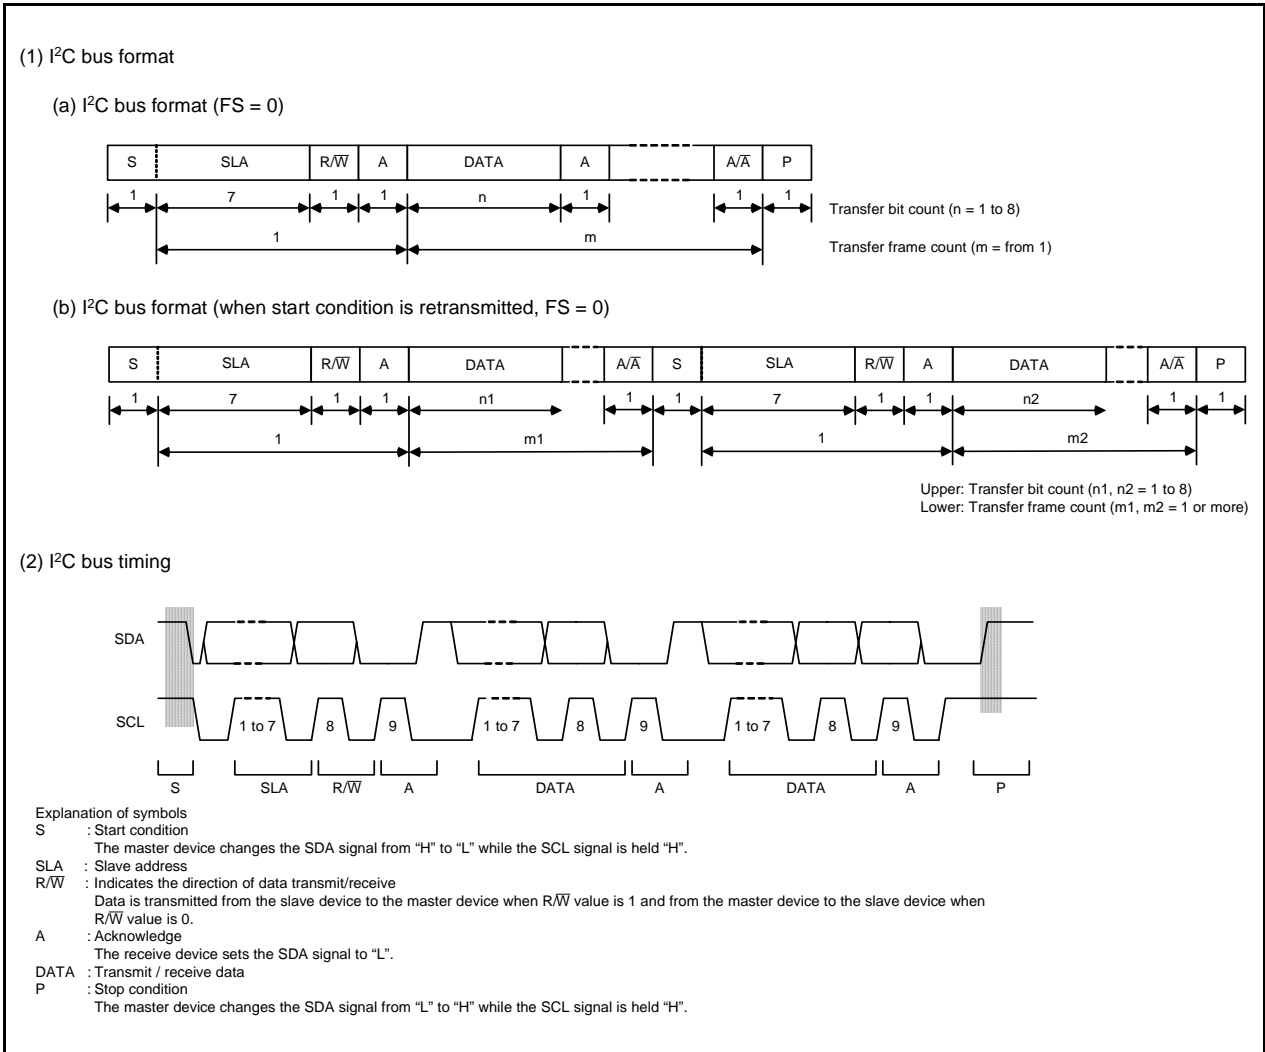 (1) I²C bus format
(a) I²C bus format (FS = 0)
S SLA R/W̅ A DATA A A/A̅ P
1 7 1 1 n 1 1 1
Transfer bit count (n = 1 to 8)
1 m
Transfer frame count (m = from 1)
(b) I²C bus format (when start condition is retransmitted, FS = 0)
S SLA R/W̅ A DATA A/A̅ S SLA R/W̅ A DATA A/A̅ P
1 7 1 1 n1 1 1 7 1 1 n2 1 1
1 m1 1 m2
Upper: Transfer bit count (n1, n2 = 1 to 8)
Lower: Transfer frame count (m1, m2 = 1 or more)
(2) I²C bus timing
SDA
SCL 1 to 7 8 9 1 to 7 8 9 1 to 7 8 9
S SLA R/W̅ A DATA A DATA A P
Explanation of symbols
S : Start condition
The master device changes the SDA signal from “H” to “L” while the SCL signal is held “H”.
SLA : Slave address
R/W̅ : Indicates the direction of data transmit/receive
Data is transmitted from the slave device to the master device when R/W̅ value is 1 and from the master device to the slave device when
R/W̅ value is 0.
A : Acknowledge
The receive device sets the SDA signal to “L”.
DATA : Transmit / receive data
P : Stop condition
The master device changes the SDA signal from “L” to “H” while the SCL signal is held “H”.